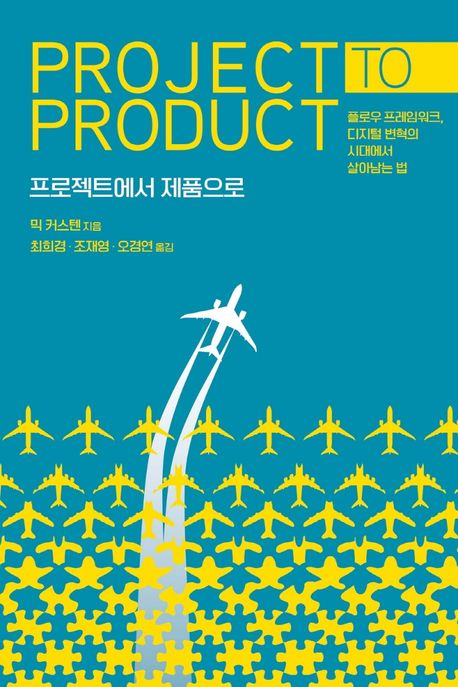 PROJECT TO
PRODUCT
플로우 프레임워크,
디지털 변혁의
시대에서
살아남는 법
프로젝트에서 제품으로
믹 커스텐 지음
최희경 · 조재영 · 오경연 옮김